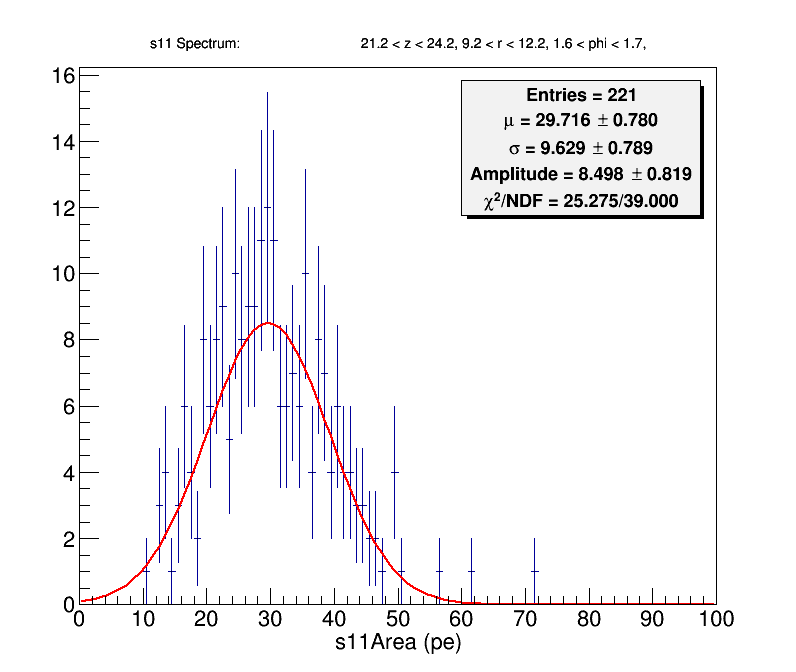 s11 Spectrum: 21.2 < z < 24.2, 9.2 < r < 12.2, 1.6 < phi < 1.7,
Entries = 221
μ = 29.716 ± 0.780
σ = 9.629 ± 0.789
Amplitude = 8.498 ± 0.819
χ²/NDF = 25.275/39.000
16
14
12
10
8
6
4
2
0
0 10 20 30 40 50 60 70 80 90 100
s11Area (pe)